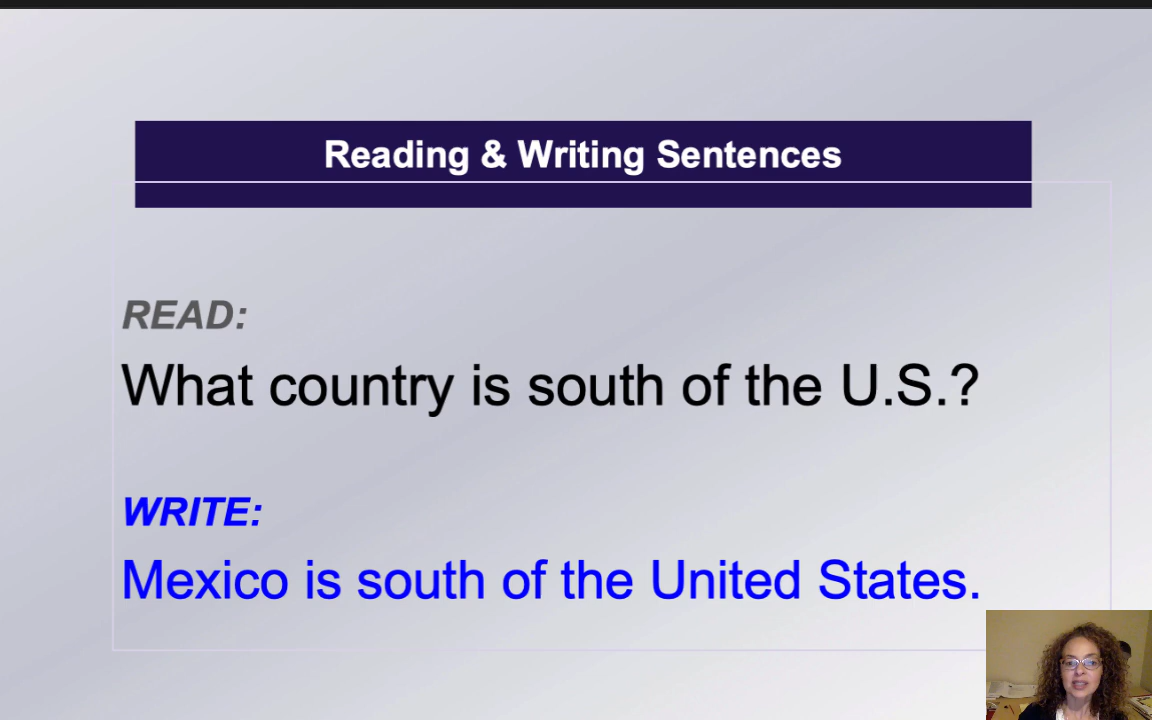 Reading & Writing Sentences
READ:
What country is south of the U.S.?
WRITE:
Mexico is south of the United States.